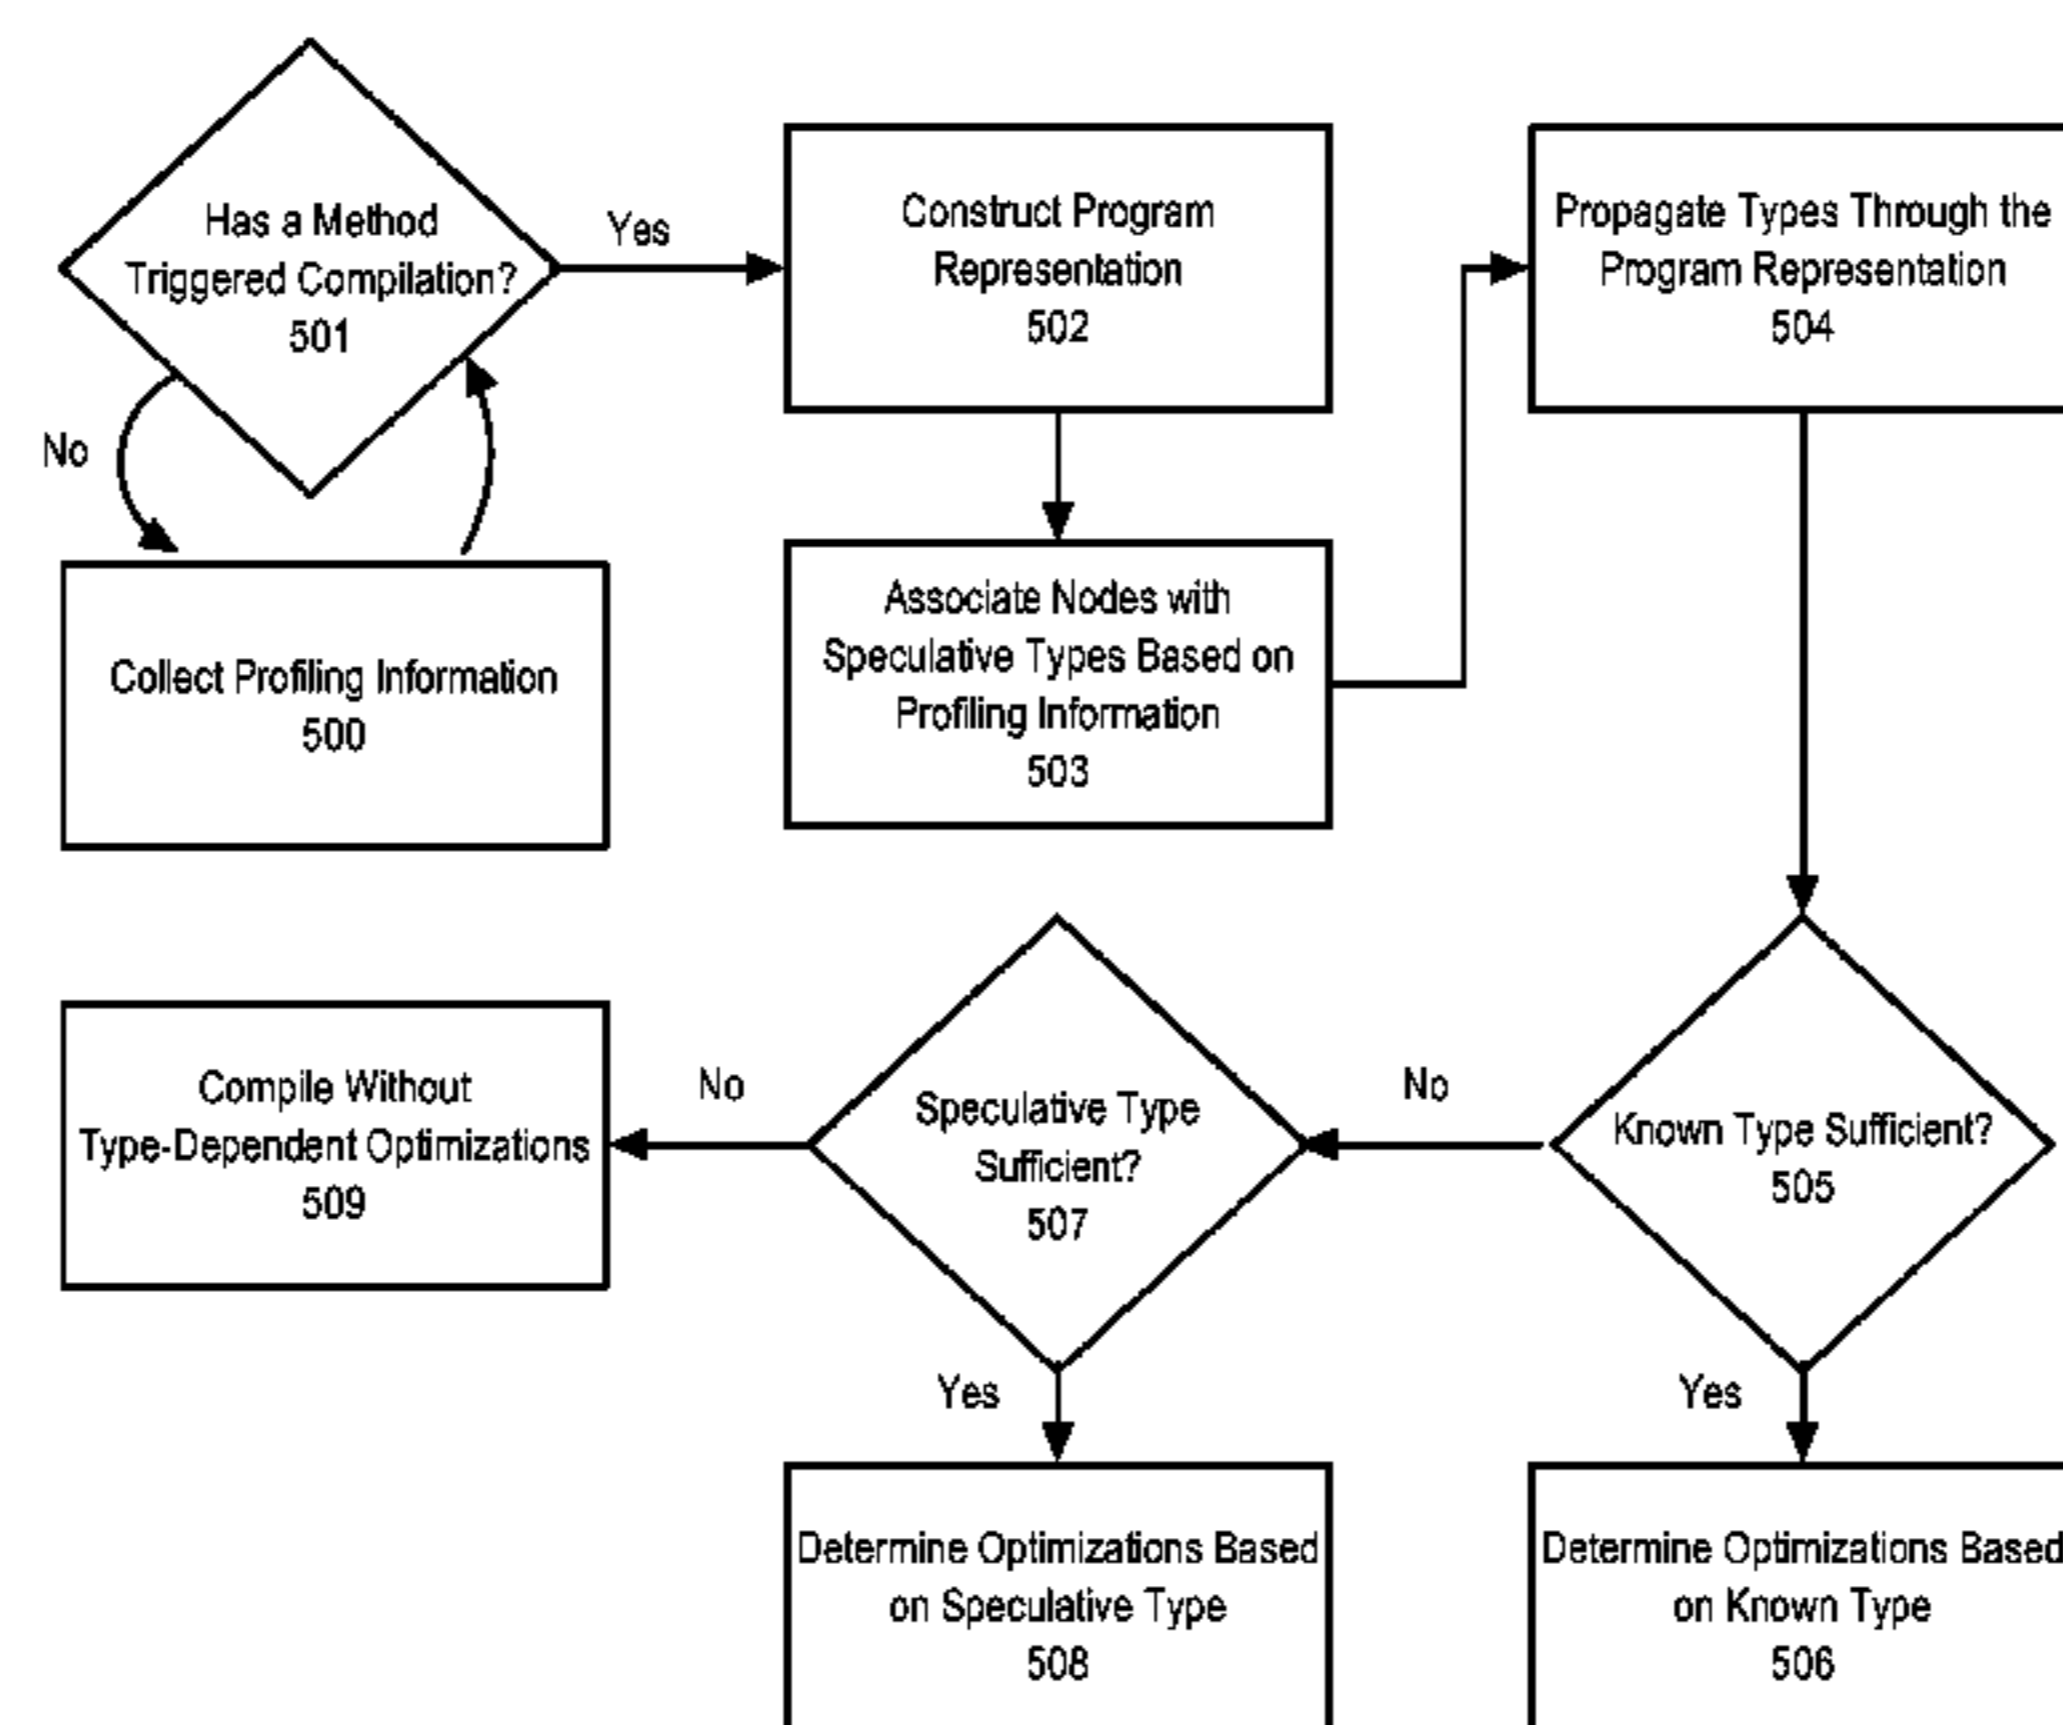 Has a Method
Triggered Compilation?
501
Yes
No
Collect Profiling Information
500
Construct Program
Representation
502
Associate Nodes with
Speculative Types Based on
Profiling Information
503
Propagate Types Through the
Program Representation
504
Known Type Sufficient?
505
No
Yes
Determine Optimizations Based
on Known Type
506
Speculative Type
Sufficient?
507
No
Yes
Determine Optimizations Based
on Speculative Type
508
Compile Without
Type-Dependent Optimizations
509